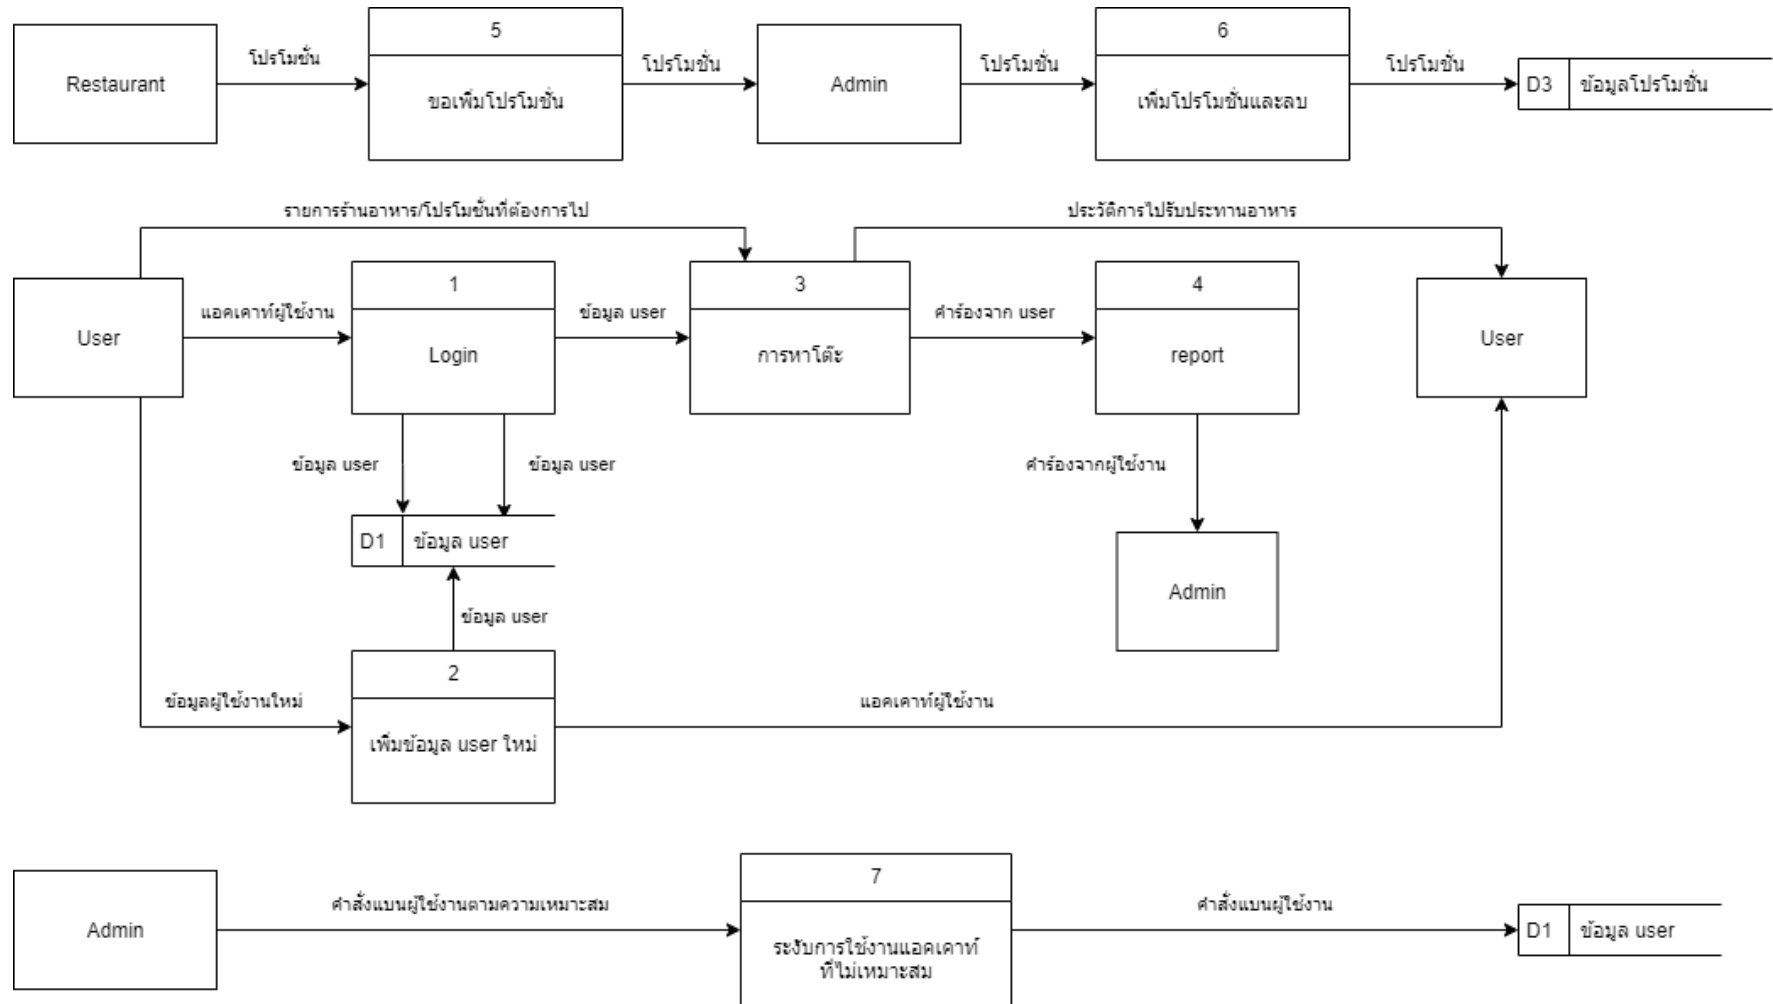 5
Restaurant
โปรโมชั่น
ขอเพิ่มโปรโมชั่น
โปรโมชั่น
Admin
โปรโมชั่น
6
เพิ่มโปรโมชั่นและลบ
โปรโมชั่น
D3
ข้อมูลโปรโมชั่น
รายการร้านอาหาร/โปรโมชั่นที่ต้องการไป
ประวัติการไปรับประทานอาหาร
User
แอคเคาท์ผู้ใช้งาน
1
Login
ข้อมูล user
3
การหาโต๊ะ
คำร้องจาก user
4
report
User
ข้อมูล user
ข้อมูล user
คำร้องจากผู้ใช้งาน
D1
ข้อมูล user
Admin
ข้อมูล user
ข้อมูลผู้ใช้งานใหม่
2
เพิ่มข้อมูล user ใหม่
แอคเคาท์ผู้ใช้งาน
Admin
คำสั่งแบนผู้ใช้งานตามความเหมาะสม
7
ระงับการใช้งานแอคเคาท์
ที่ไม่เหมาะสม
คำสั่งแบนผู้ใช้งาน
D1
ข้อมูล user